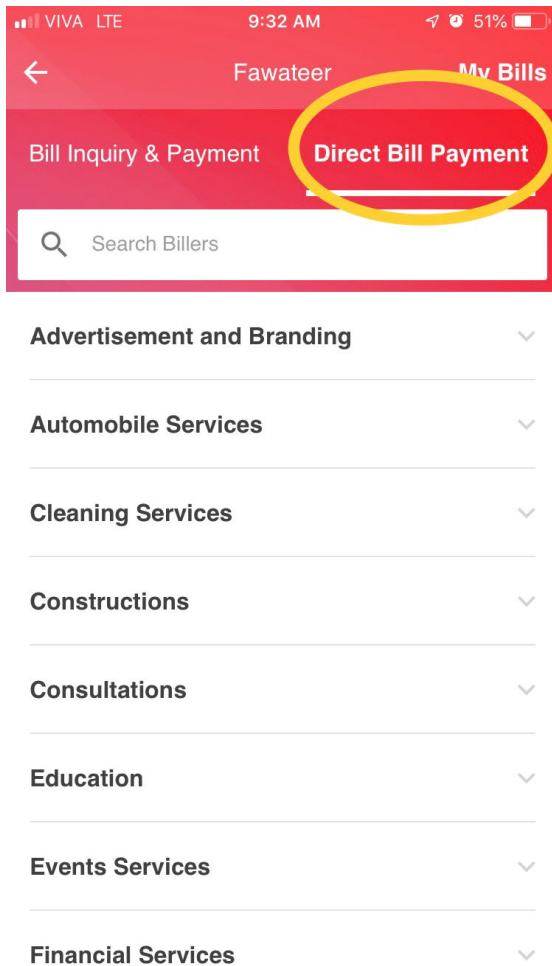 VIVA LTE 9:32 AM 51%
Fawateer My Bills
Bill Inquiry & Payment Direct Bill Payment
Search Billers
Advertisement and Branding
Automobile Services
Cleaning Services
Constructions
Consultations
Education
Events Services
Financial Services